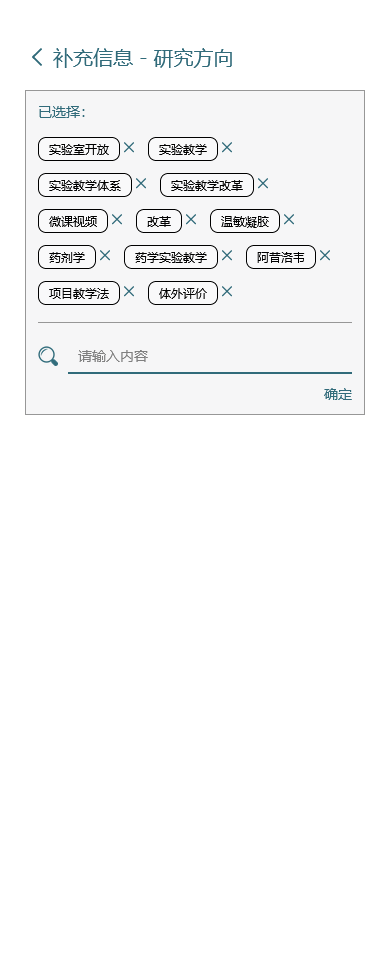 补充信息 - 研究方向
已选择：
实验室开放 实验教学
实验教学体系 实验教学改革
微课视频 改革 温敏凝胶
药剂学 药学实验教学 阿昔洛韦
项目教学法 体外评价
请输入内容
确定